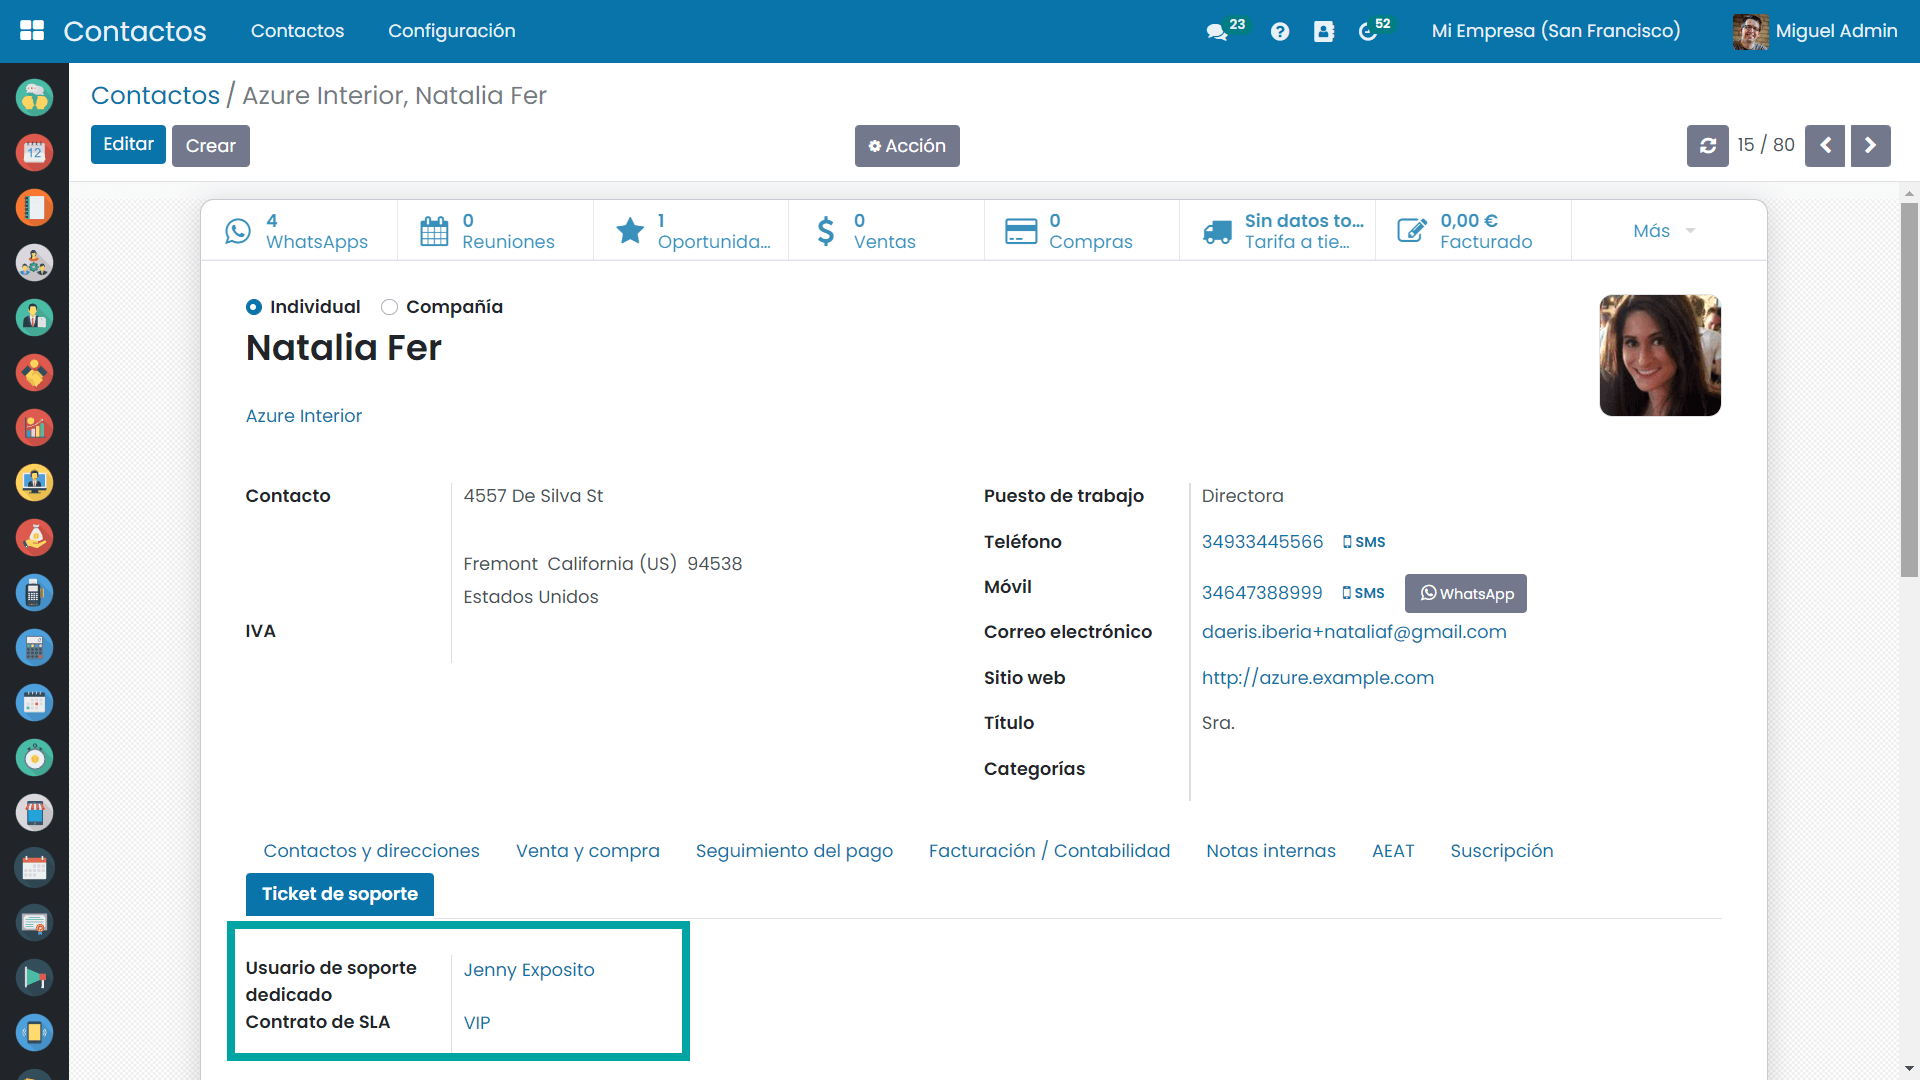 Contactos
Contactos
Configuración
23
52
Mi Empresa (San Francisco)
Miguel Admin
Contactos / Azure Interior, Natalia Fer
Editar
Crear
Acción
15 / 80
4
WhatsApps
0
Reuniones
1
Oportunida...
0
Ventas
0
Compras
Sin datos to...
Tarifa a tie...
0,00 €
Facturado
Más
Individual
Compañía
Natalia Fer
Azure Interior
Contacto
4557 De Silva St
Fremont California (US) 94538
Estados Unidos
IVA
Puesto de trabajo
Directora
Teléfono
34933445566
SMS
Móvil
34647388999
SMS
WhatsApp
Correo electrónico
daeris.iberia+nataliaf@gmail.com
Sitio web
http://azure.example.com
Título
Sra.
Categorías
Contactos y direcciones
Venta y compra
Seguimiento del pago
Facturación / Contabilidad
Notas internas
AEAT
Suscripción
Ticket de soporte
Usuario de soporte
dedicado
Jenny Exposito
Contrato de SLA
VIP
12